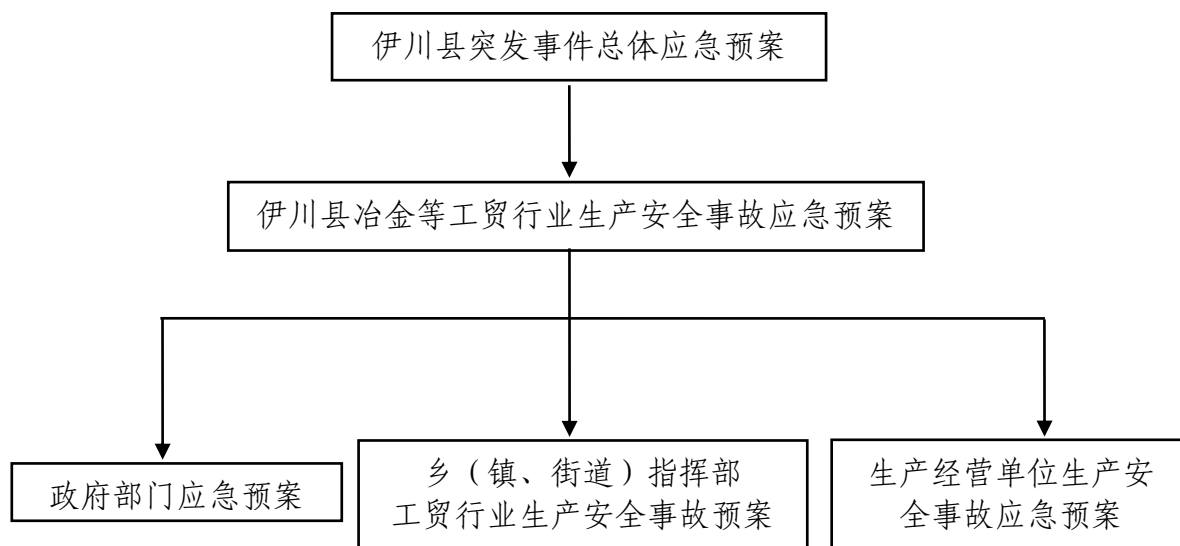 伊川县突发事件总体应急预案
伊川县冶金等工贸行业生产安全事故应急预案
政府部门应急预案
乡（镇、街道）指挥部
工贸行业生产安全事故预案
生产经营单位生产安
全事故应急预案